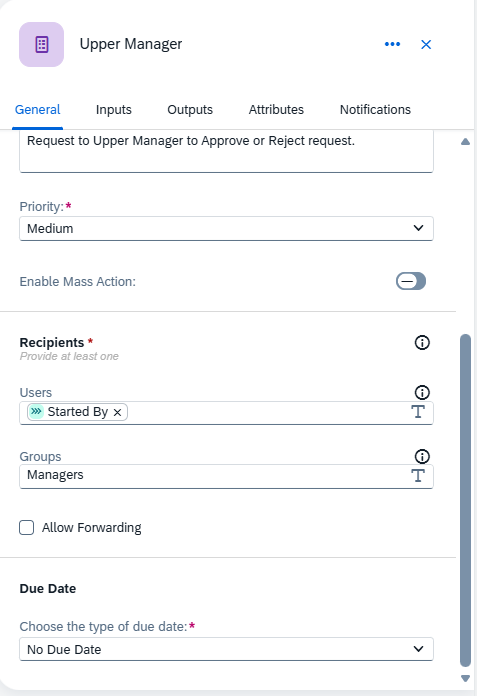 Upper Manager
General Inputs Outputs Attributes Notifications
Request to Upper Manager to Approve or Reject request.
Priority:*
Medium
Enable Mass Action:
Recipients *
Provide at least one
Users
Started By
Groups
Managers
Allow Forwarding
Due Date
Choose the type of due date:*
No Due Date